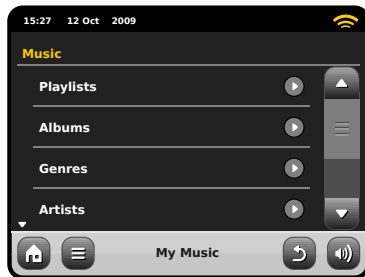 15:27 12 Oct 2009
Music
Playlists
Albums
Genres
Artists
My Music